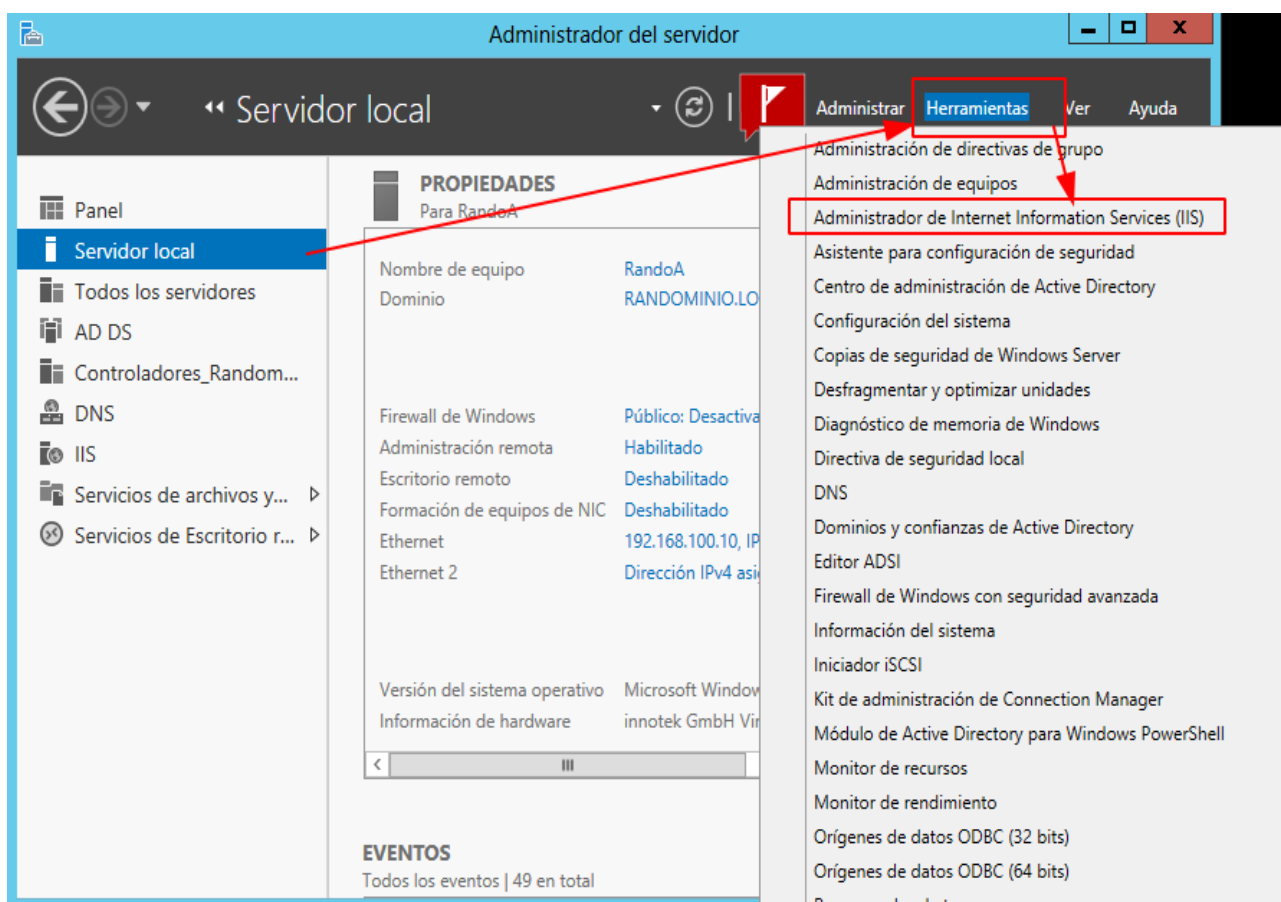 Administrador del servidor
Servidor local
Administrar Herramientas Ver Ayuda
Panel
Servidor local
Todos los servidores
AD DS
Controladores_Random...
DNS
IIS
Servicios de archivos y...
Servicios de Escritorio r...
PROPIEDADES
Para RandoA
Nombre de equipo RandoA
Dominio RANDOMINIO.LO
Firewall de Windows Público: Desactiva
Administración remota Habilitado
Escritorio remoto Deshabilitado
Formación de equipos de NIC Deshabilitado
Ethernet 192.168.100.10, IP
Ethernet 2 Dirección IPv4 asig
Versión del sistema operativo Microsoft Window
Información de hardware innotek GmbH Vir
EVENTOS
Todos los eventos | 49 en total
Administración de directivas de grupo
Administración de equipos
Administrador de Internet Information Services (IIS)
Asistente para configuración de seguridad
Centro de administración de Active Directory
Configuración del sistema
Copias de seguridad de Windows Server
Desfragmentar y optimizar unidades
Diagnóstico de memoria de Windows
Directiva de seguridad local
DNS
Dominios y confianzas de Active Directory
Editor ADSI
Firewall de Windows con seguridad avanzada
Información del sistema
Iniciador iSCSI
Kit de administración de Connection Manager
Módulo de Active Directory para Windows PowerShell
Monitor de recursos
Monitor de rendimiento
Orígenes de datos ODBC (32 bits)
Orígenes de datos ODBC (64 bits)